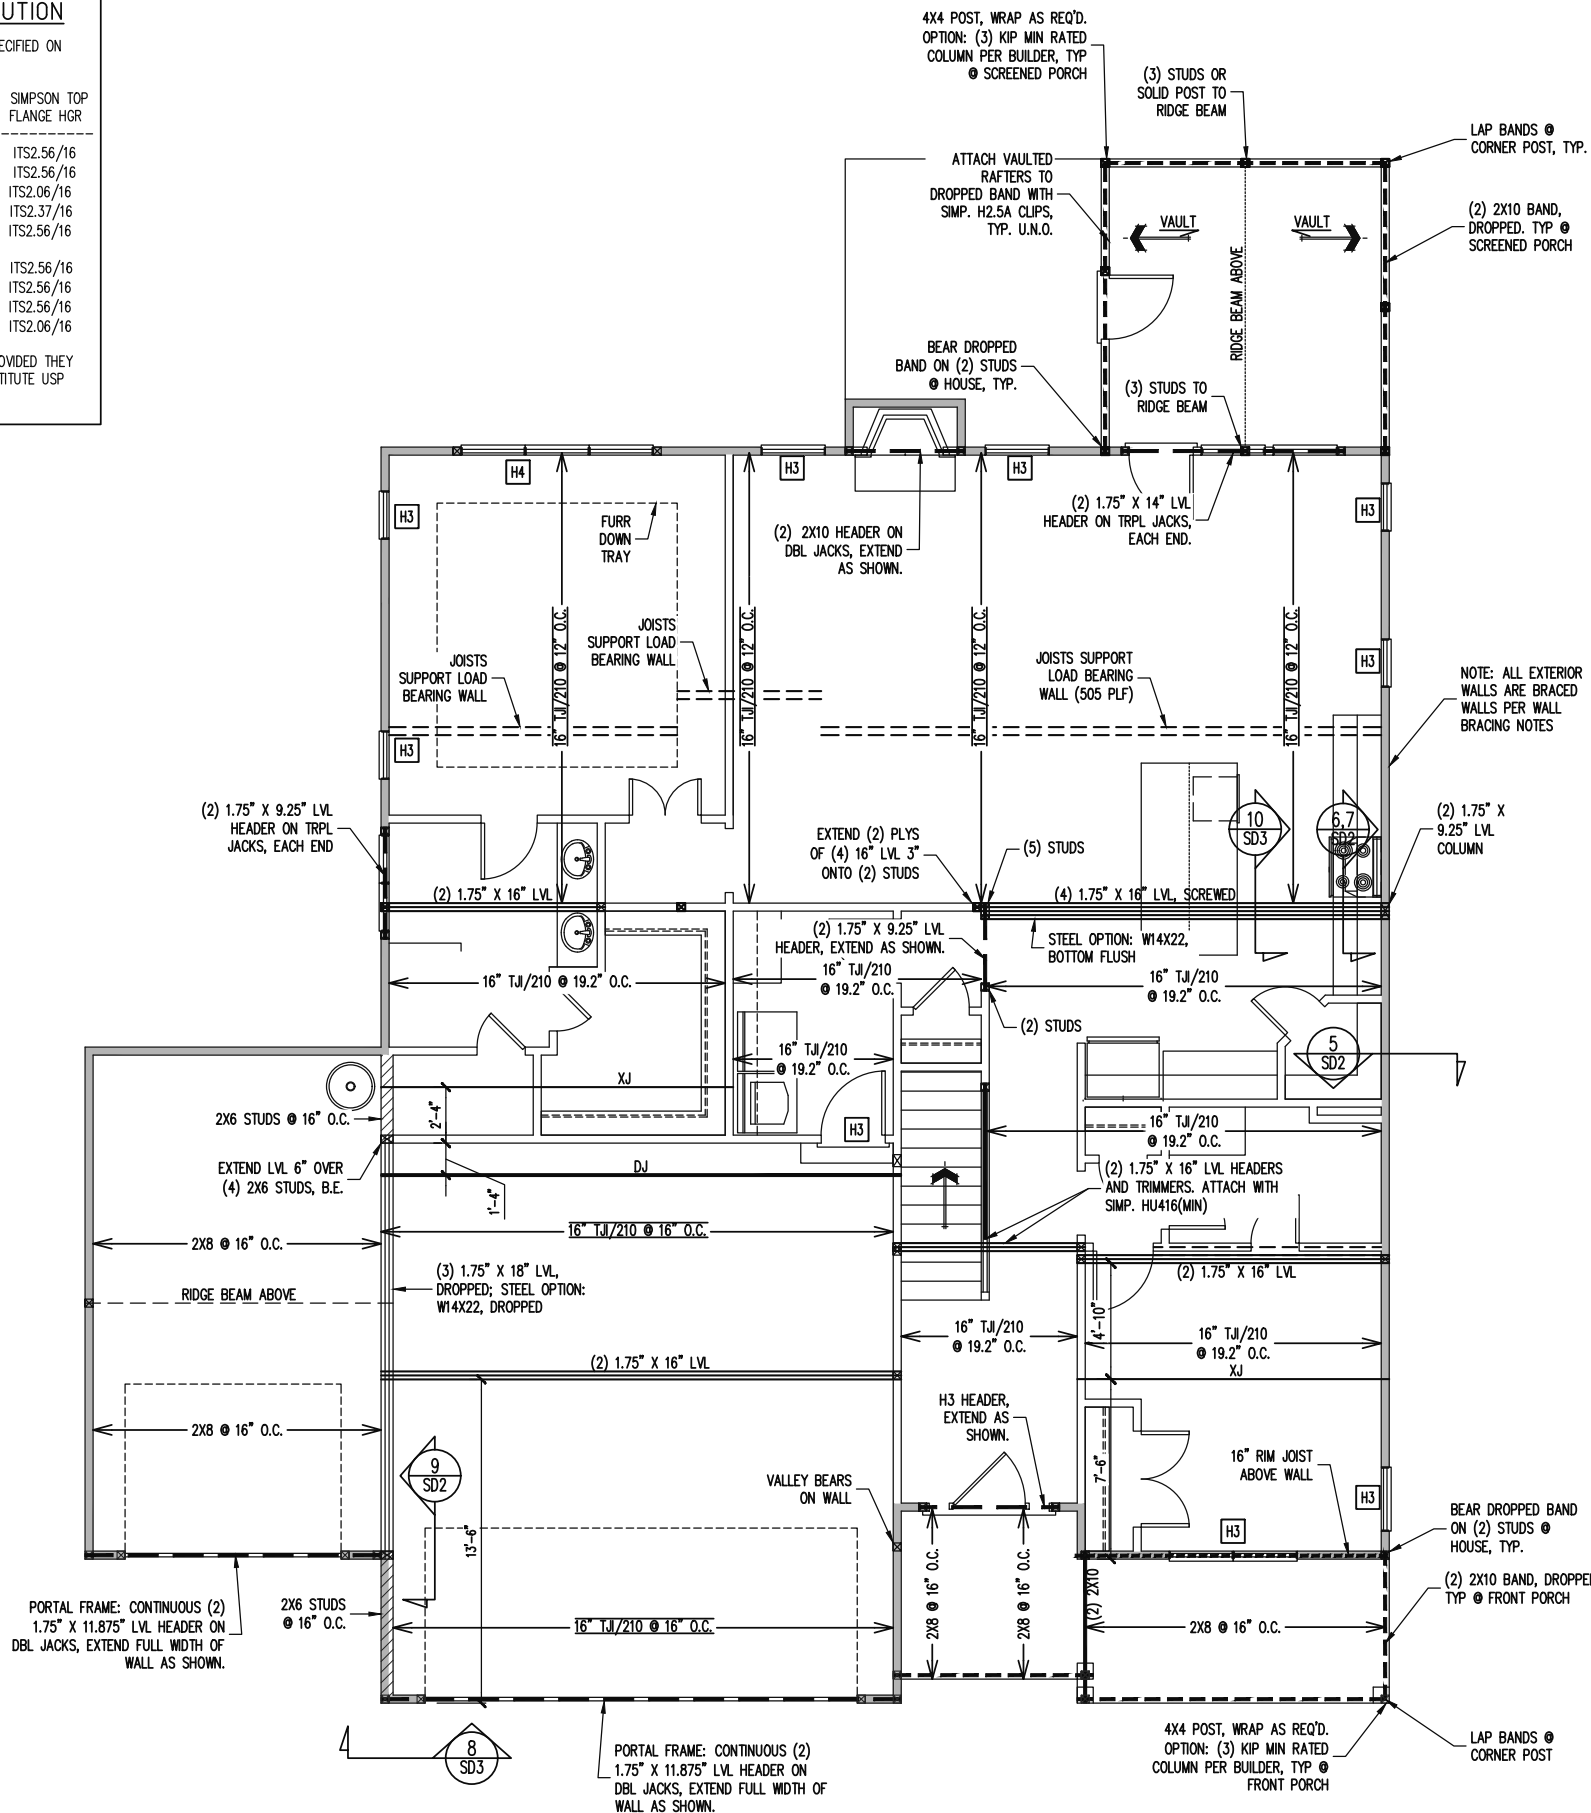 UTION
ECIFIED ON
SIMPSON TOP
FLANGE HGR
ITS2.56/16
ITS2.56/16
ITS2.06/16
ITS2.37/16
ITS2.56/16
ITS2.56/16
ITS2.56/16
ITS2.56/16
ITS2.06/16
OVIDED THEY
TITUTE USP
4X4 POST, WRAP AS REQ'D.
OPTION: (3) KIP MIN RATED
COLUMN PER BUILDER, TYP
@ SCREENED PORCH
(3) STUDS OR
SOLID POST TO
RIDGE BEAM
LAP BANDS @
CORNER POST, TYP.
ATTACH VAULTED
RAFTERS TO
DROPPED BAND WITH
SIMP. H2.5A CLIPS,
TYP. U.N.O.
VAULT
VAULT
(2) 2X10 BAND,
DROPPED. TYP @
SCREENED PORCH
RIDGE BEAM ABOVE
BEAR DROPPED
BAND ON (2) STUDS
@ HOUSE, TYP.
(3) STUDS TO
RIDGE BEAM
H4
H3
H3
H3
H3
FURR
DOWN
TRAY
(2) 2X10 HEADER ON
DBL JACKS, EXTEND
AS SHOWN.
(2) 1.75" X 14" LVL
HEADER ON TRPL JACKS,
EACH END.
16" TJI/210 @ 12" O.C.
16" TJI/210 @ 12" O.C.
16" TJI/210 @ 12" O.C.
16" TJI/210 @ 12" O.C.
JOISTS
SUPPORT LOAD
BEARING WALL
JOISTS
SUPPORT LOAD
BEARING WALL
JOISTS SUPPORT
LOAD BEARING
WALL (505 PLF)
H3
H3
NOTE: ALL EXTERIOR
WALLS ARE BRACED
WALLS PER WALL
BRACING NOTES
(2) 1.75" X 9.25" LVL
HEADER ON TRPL
JACKS, EACH END
EXTEND (2) PLYS
OF (4) 16" LVL 3"
ONTO (2) STUDS
(5) STUDS
10
SD3
6,7
SD2
(2) 1.75" X
9.25" LVL
COLUMN
(2) 1.75" X 16" LVL
(4) 1.75" X 16" LVL, SCREWED
(2) 1.75" X 9.25" LVL
HEADER, EXTEND AS SHOWN.
STEEL OPTION: W14X22,
BOTTOM FLUSH
16" TJI/210 @ 19.2" O.C.
16" TJI/210
@ 19.2" O.C.
16" TJI/210
@ 19.2" O.C.
(2) STUDS
16" TJI/210
@ 19.2" O.C.
5
SD2
XJ
2'-4"
2X6 STUDS @ 16" O.C.
H3
16" TJI/210
@ 19.2" O.C.
EXTEND LVL 6" OVER
(4) 2X6 STUDS, B.E.
DJ
1'-4"
(2) 1.75" X 16" LVL HEADERS
AND TRIMMERS. ATTACH WITH
SIMP. HU416(MIN)
2X8 @ 16" O.C.
16" TJI/210 @ 16" O.C.
(3) 1.75" X 18" LVL,
DROPPED; STEEL OPTION:
W14X22, DROPPED
RIDGE BEAM ABOVE
(2) 1.75" X 16" LVL
4'-10"
16" TJI/210
@ 19.2" O.C.
16" TJI/210
@ 19.2" O.C.
XJ
(2) 1.75" X 16" LVL
H3 HEADER,
EXTEND AS
SHOWN.
2X8 @ 16" O.C.
9
SD2
13'-6"
VALLEY BEARS
ON WALL
7'-6"
16" RIM JOIST
ABOVE WALL
H3
H3
BEAR DROPPED BAND
ON (2) STUDS @
HOUSE, TYP.
2X8 @ 16" O.C.
2X8 @ 16" O.C.
(2) 2X10
(2) 2X10 BAND, DROPPED
TYP @ FRONT PORCH
PORTAL FRAME: CONTINUOUS (2)
1.75" X 11.875" LVL HEADER ON
DBL JACKS, EXTEND FULL WIDTH OF
WALL AS SHOWN.
2X6 STUDS
@ 16" O.C.
16" TJI/210 @ 16" O.C.
2X8 @ 16" O.C.
8
SD3
PORTAL FRAME: CONTINUOUS (2)
1.75" X 11.875" LVL HEADER ON
DBL JACKS, EXTEND FULL WIDTH OF
WALL AS SHOWN.
4X4 POST, WRAP AS REQ'D.
OPTION: (3) KIP MIN RATED
COLUMN PER BUILDER, TYP @
FRONT PORCH
LAP BANDS @
CORNER POST